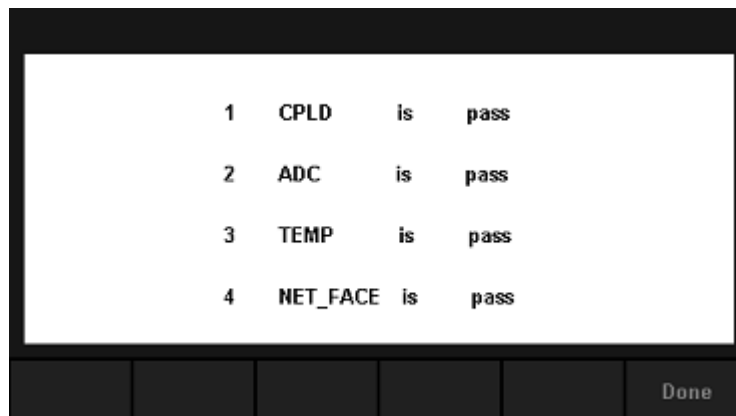 1 CPLD is pass
2 ADC is pass
3 TEMP is pass
4 NET_FACE is pass
Done